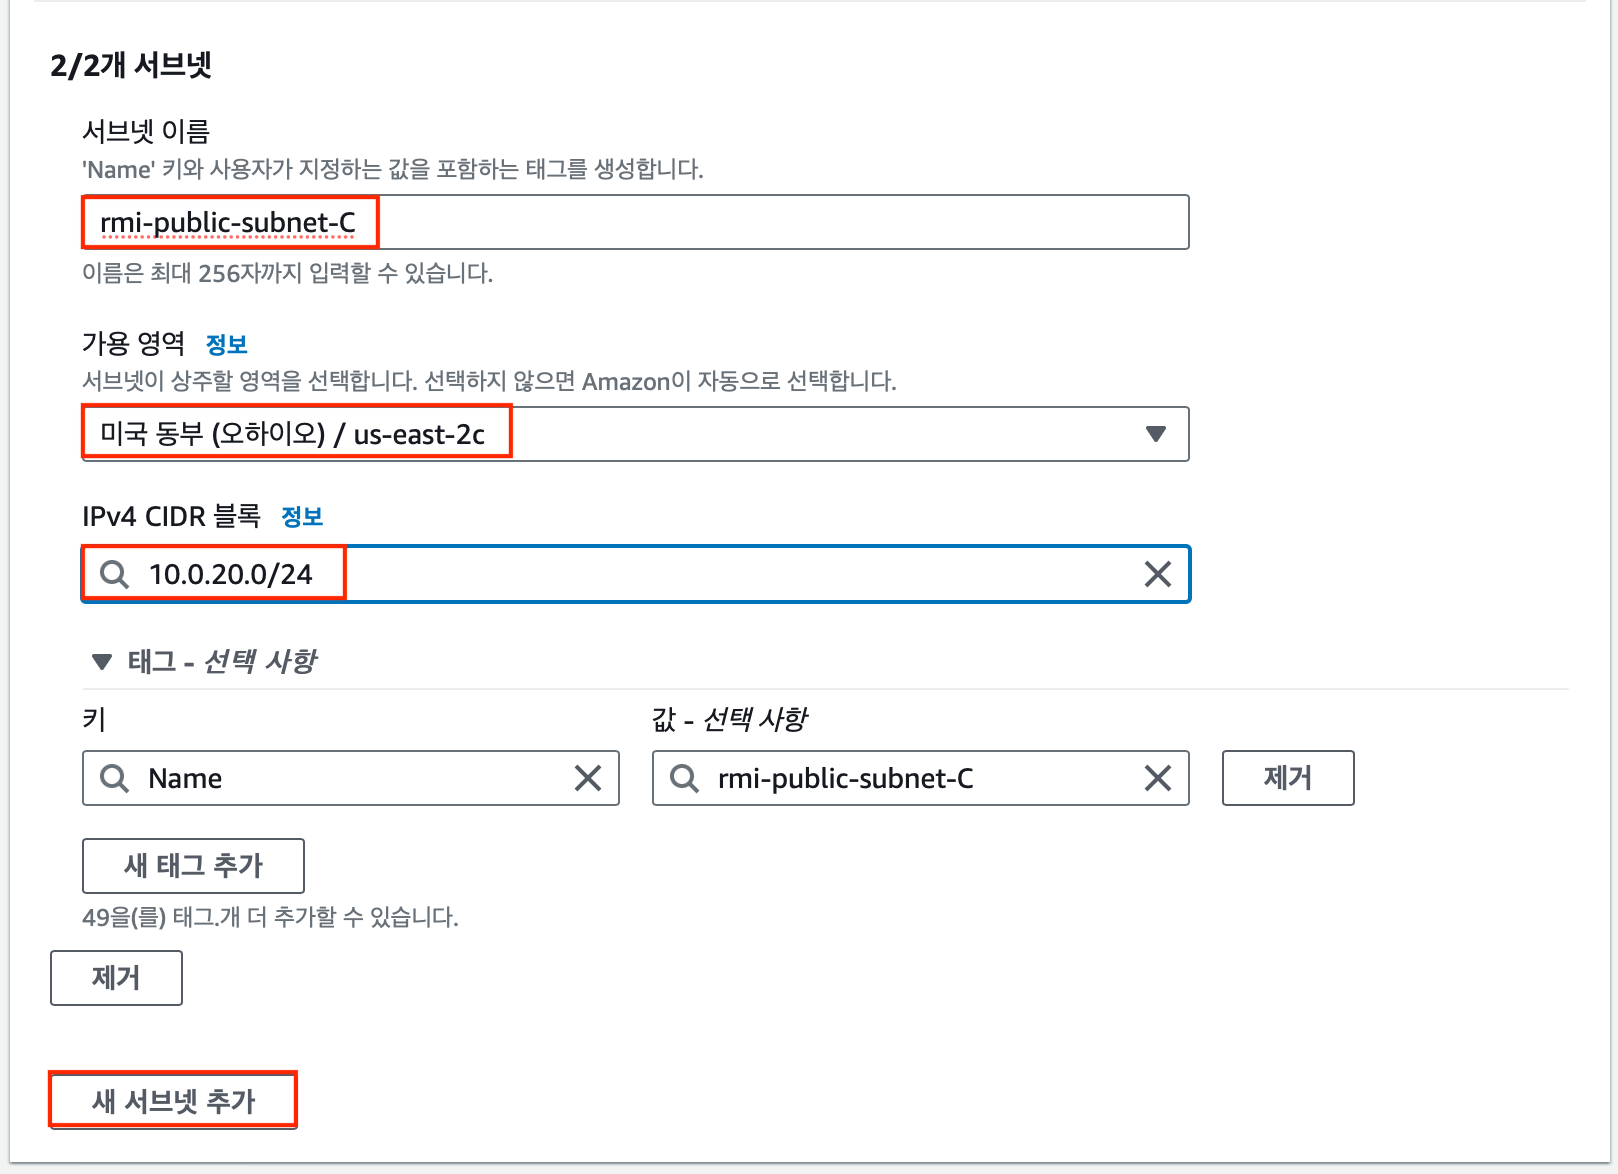 2/2개 서브넷
서브넷 이름
'Name' 키와 사용자가 지정하는 값을 포함하는 태그를 생성합니다.
rmi-public-subnet-C
이름은 최대 256자까지 입력할 수 있습니다.
가용 영역 정보
서브넷이 상주할 영역을 선택합니다. 선택하지 않으면 Amazon이 자동으로 선택합니다.
미국 동부 (오하이오) / us-east-2c
IPv4 CIDR 블록 정보
10.0.20.0/24
태그 - 선택 사항
키 값 - 선택 사항
Name rmi-public-subnet-C 제거
새 태그 추가
49을(를) 태그.개 더 추가할 수 있습니다.
제거
새 서브넷 추가